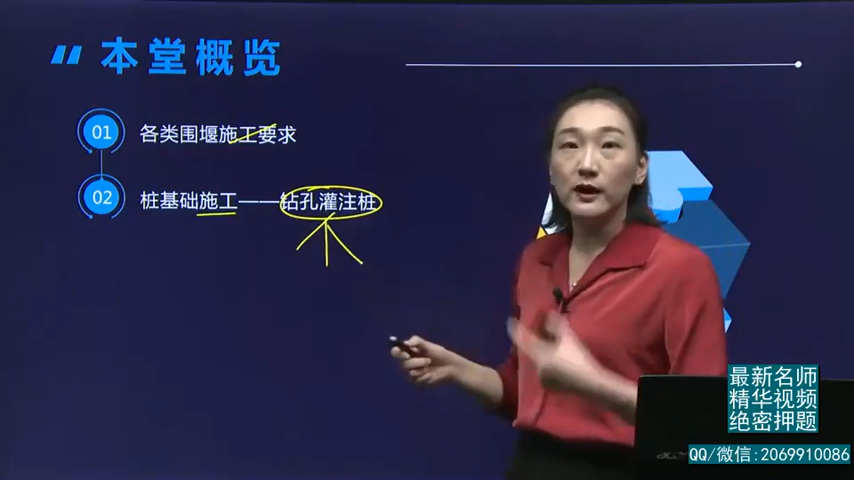 本堂概览
01 各类围堰施工要求
02 桩基础施工——钻孔灌注桩
最新名师
精华视频
绝密押题
QQ/微信:2069910086